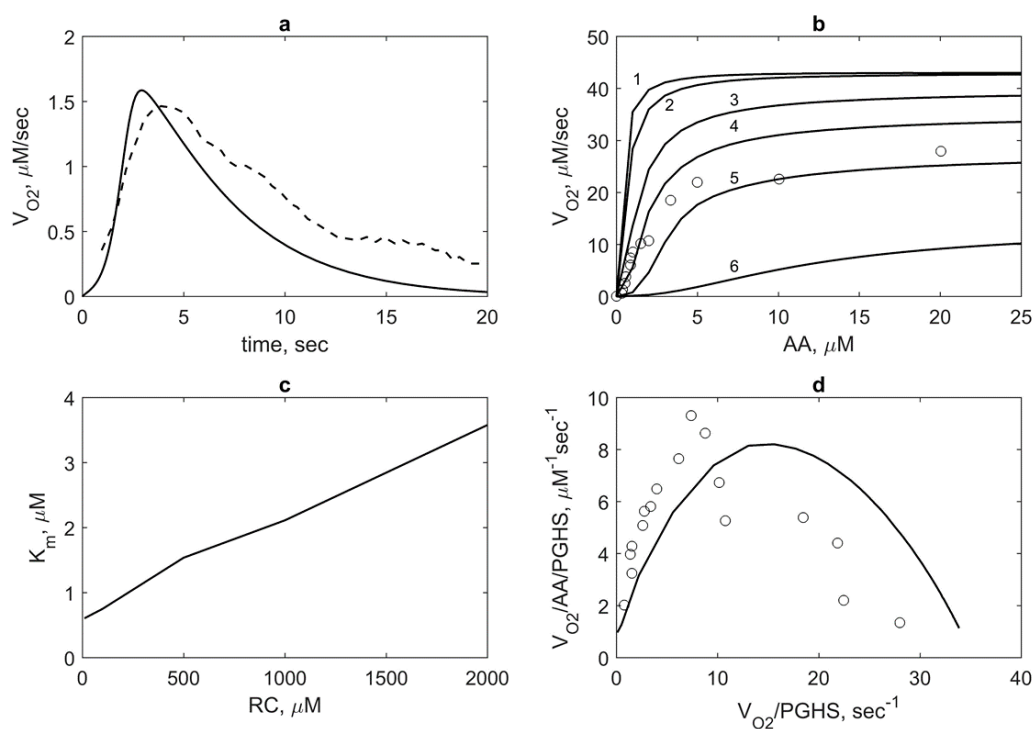 a
2
1.5
1
0.5
0
V_O2, μM/sec
0 5 10 15 20
time, sec
b
50
40
30
20
10
0
V_O2, μM/sec
1
2
3
4
5
6
0 5 10 15 20 25
AA, μM
c
4
3
2
1
0
K_m, μM
0 500 1000 1500 2000
RC, μM
d
10
8
6
4
2
0
V_O2/AA/PGHS, μM⁻¹sec⁻¹
0 10 20 30 40
V_O2/PGHS, sec⁻¹